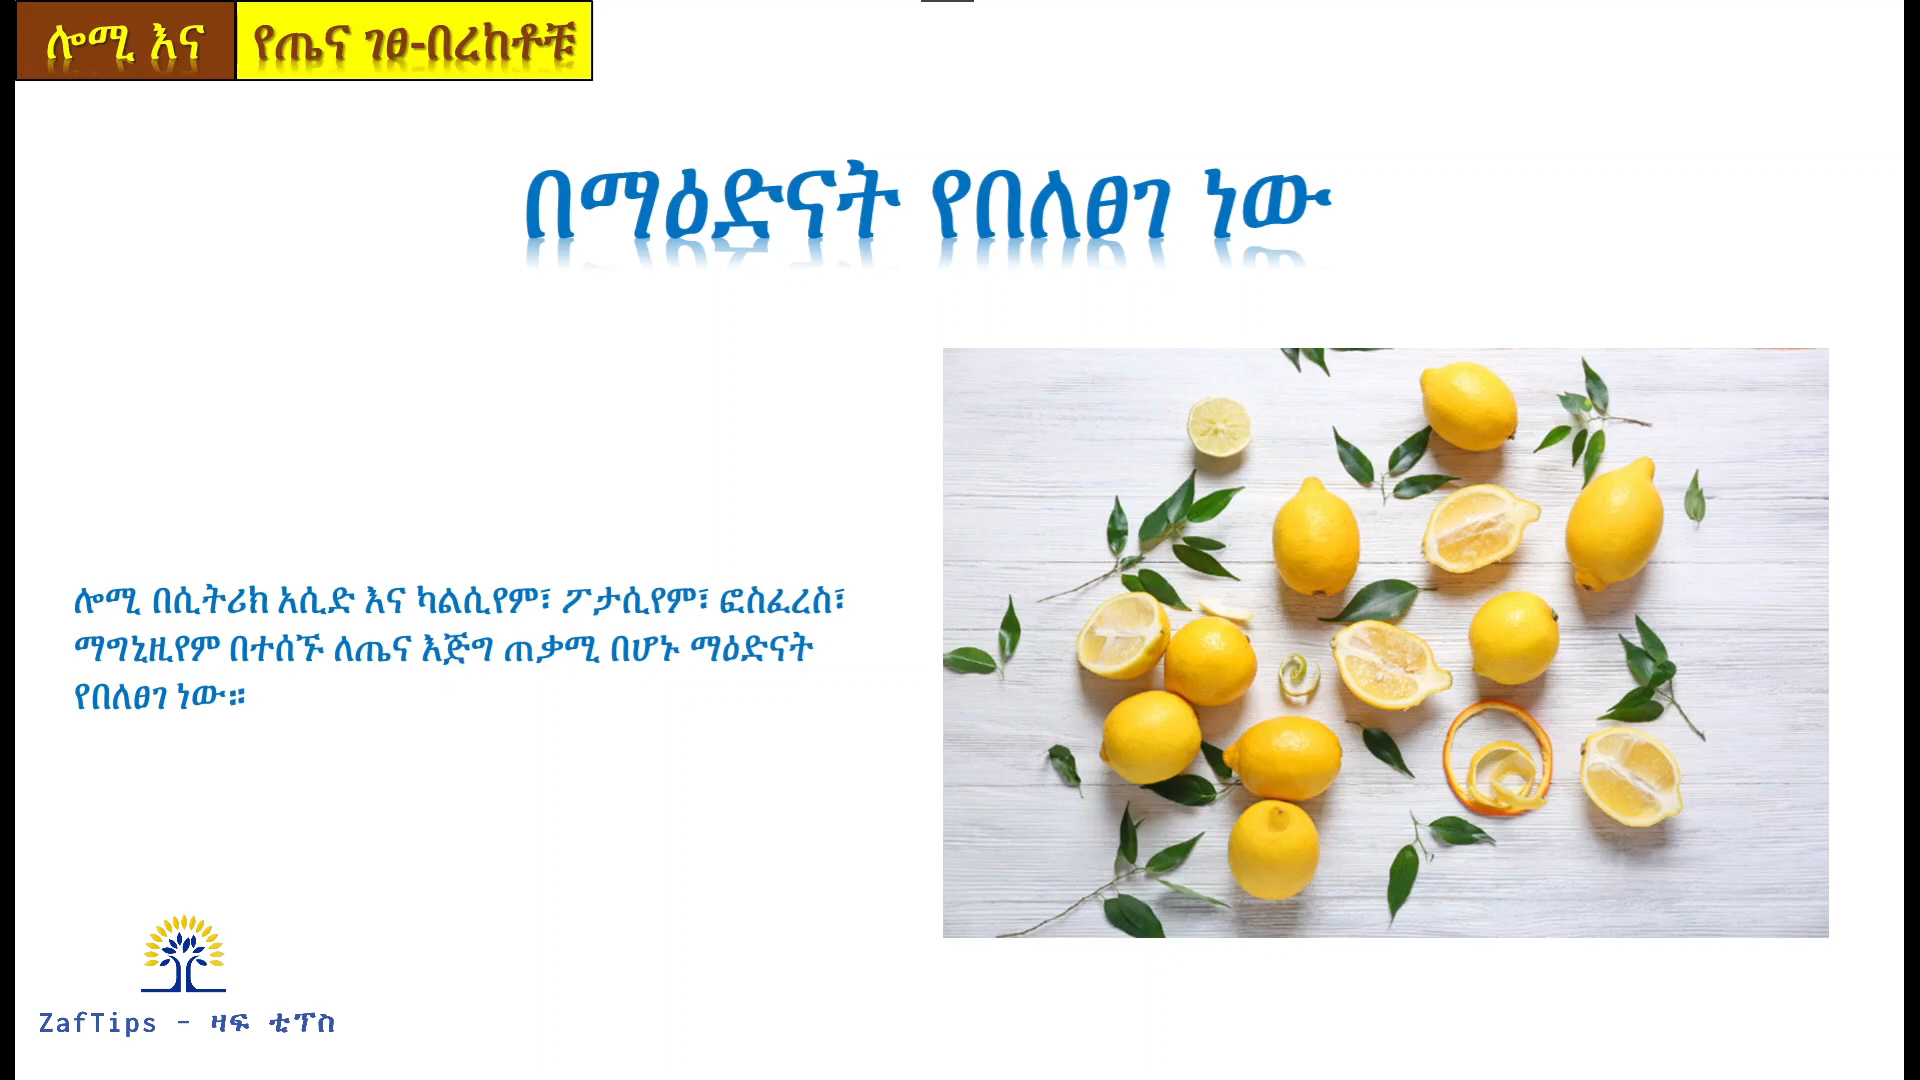 ሎሚ እና የጤና ገፀ-በረከቶቹ
በማዕድናት የበለፀገ ነው
ሎሚ በሲትሪክ አሲድ እና ካልሲየም፣ ፖታሲየም፣ ፎስፈረስ፣
ማግኒዚየም በተሰኙ ለጤና እጅግ ጠቃሚ በሆኑ ማዕድናት
የበለፀገ ነው።
ZafTips - ዛፍ ቲፕስ